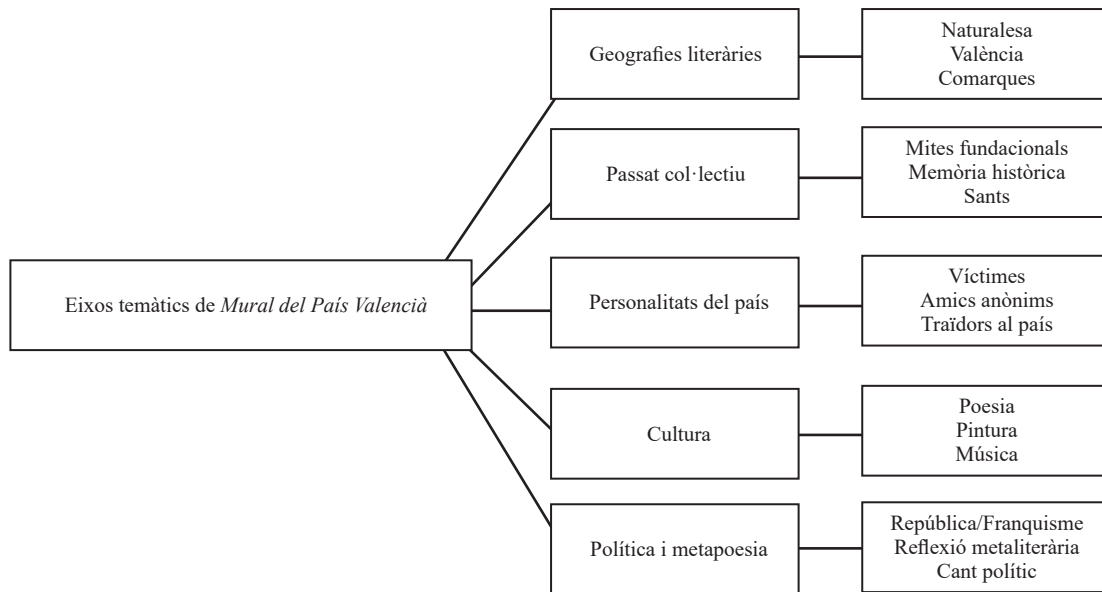 Eixos temàtics de Mural del País Valencià
Geografies literàries
Naturalesa
València
Comarques
Passat col·lectiu
Mites fundacionals
Memòria històrica
Sants
Personalitats del país
Víctimes
Amics anònims
Traïdors al país
Cultura
Poesia
Pintura
Música
Política i metapoesia
República/Franquisme
Reflexió metaliterària
Cant polític